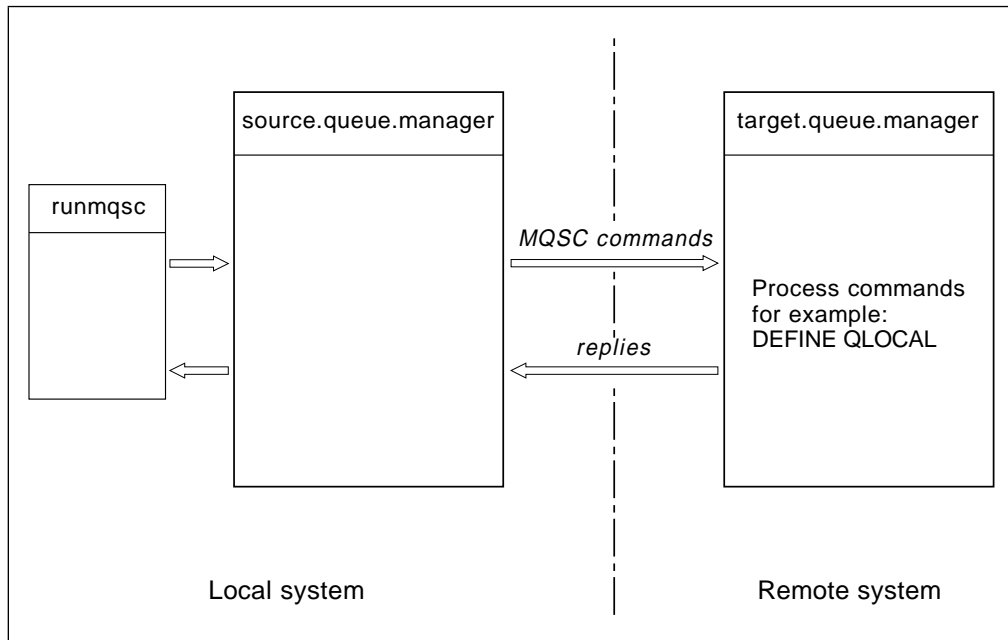 source.queue.manager
target.queue.manager
runmqsc
MQSC commands
Process commands
for example:
DEFINE QLOCAL
replies
Local system
Remote system